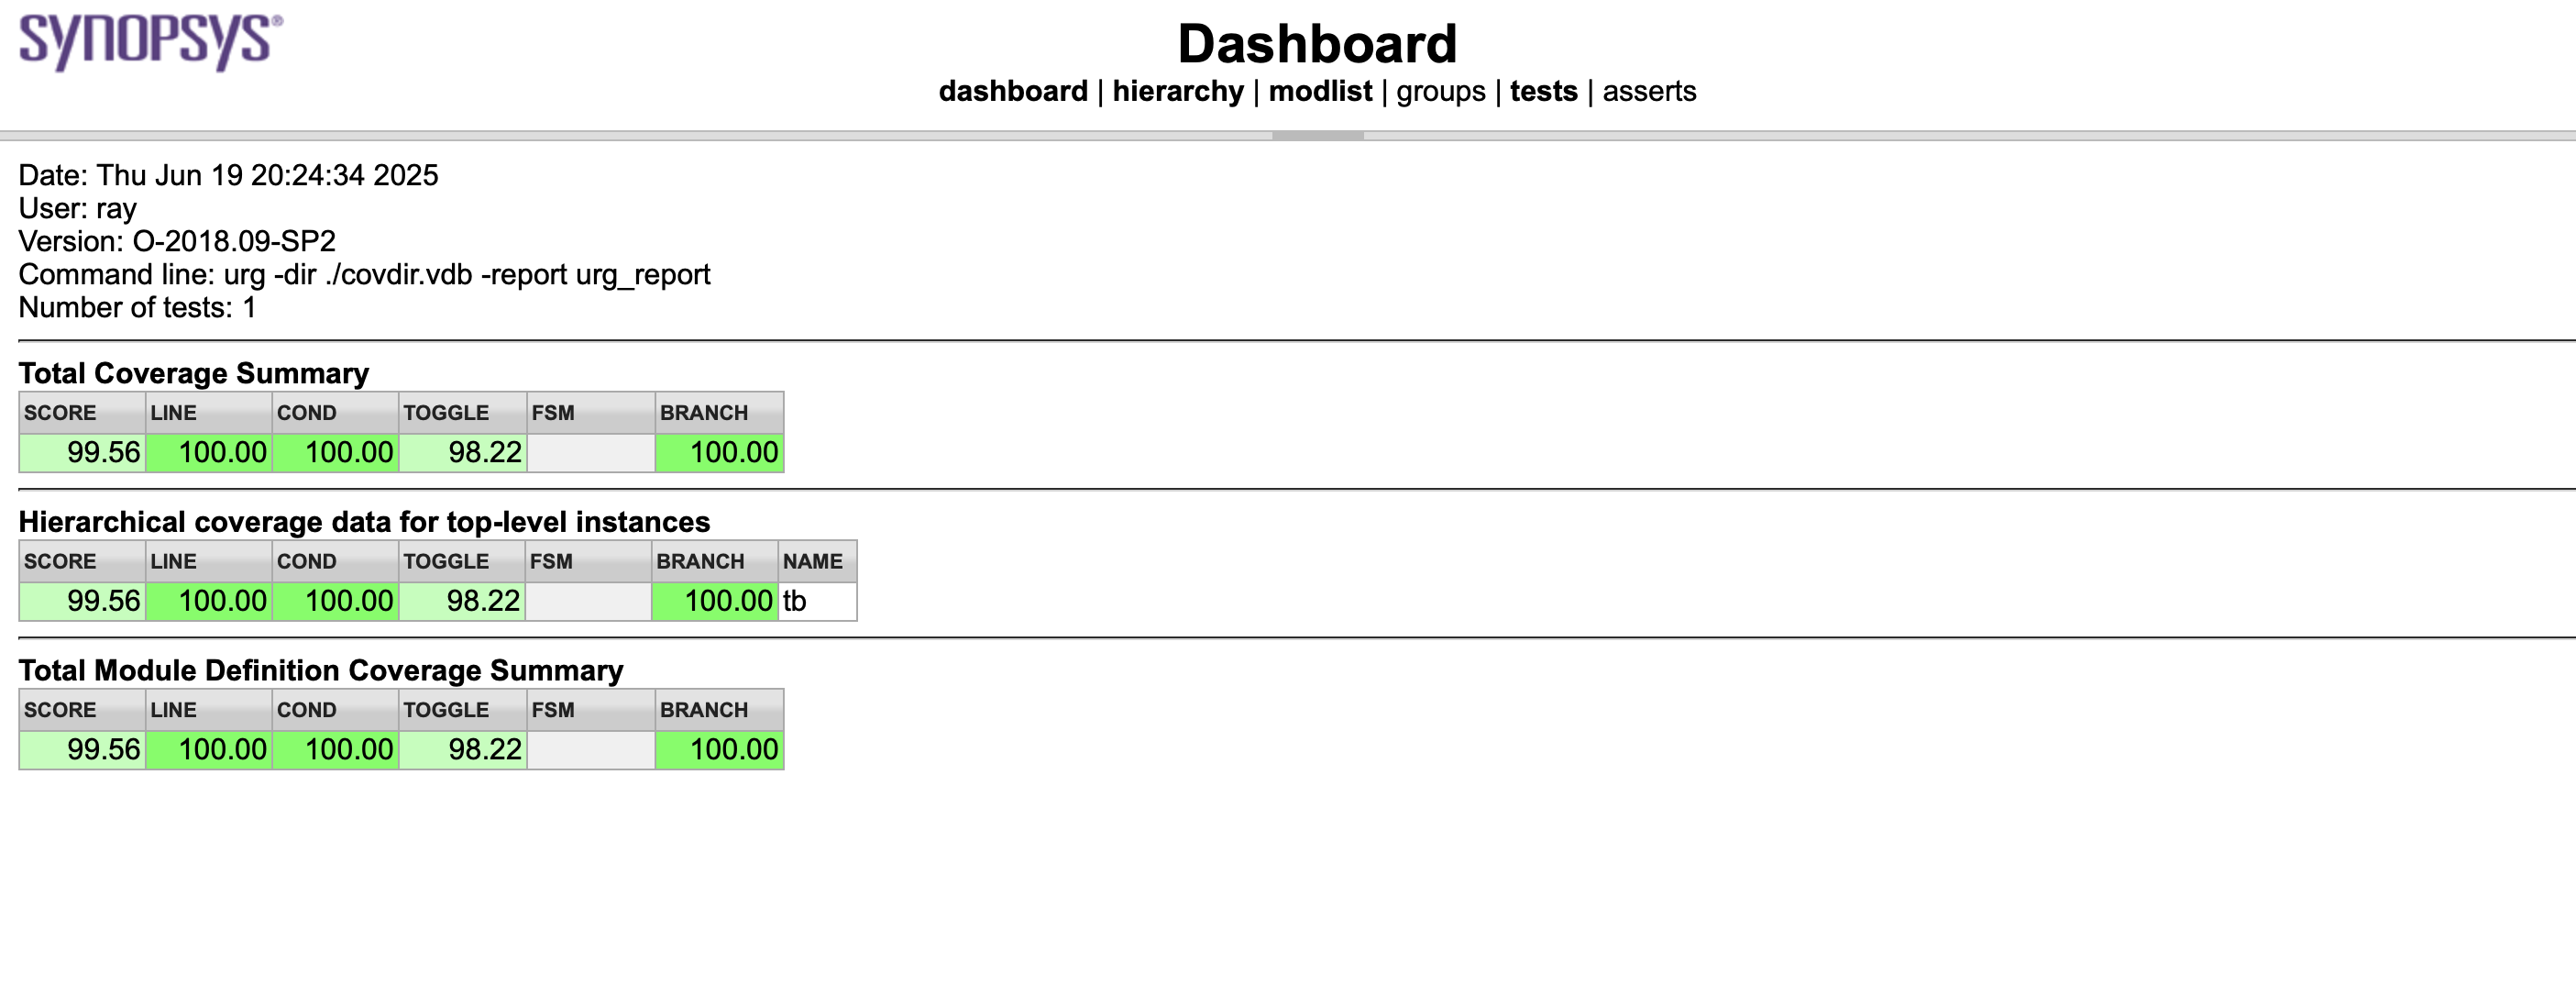 SYNOPSYS®
Dashboard
dashboard | hierarchy | modlist | groups | tests | asserts
Date: Thu Jun 19 20:24:34 2025
User: ray
Version: O-2018.09-SP2
Command line: urg -dir ./covdir.vdb -report urg_report
Number of tests: 1
Total Coverage Summary
SCORE LINE COND TOGGLE FSM BRANCH
99.56 100.00 100.00 98.22 100.00
Hierarchical coverage data for top-level instances
SCORE LINE COND TOGGLE FSM BRANCH NAME
99.56 100.00 100.00 98.22 100.00 tb
Total Module Definition Coverage Summary
SCORE LINE COND TOGGLE FSM BRANCH
99.56 100.00 100.00 98.22 100.00